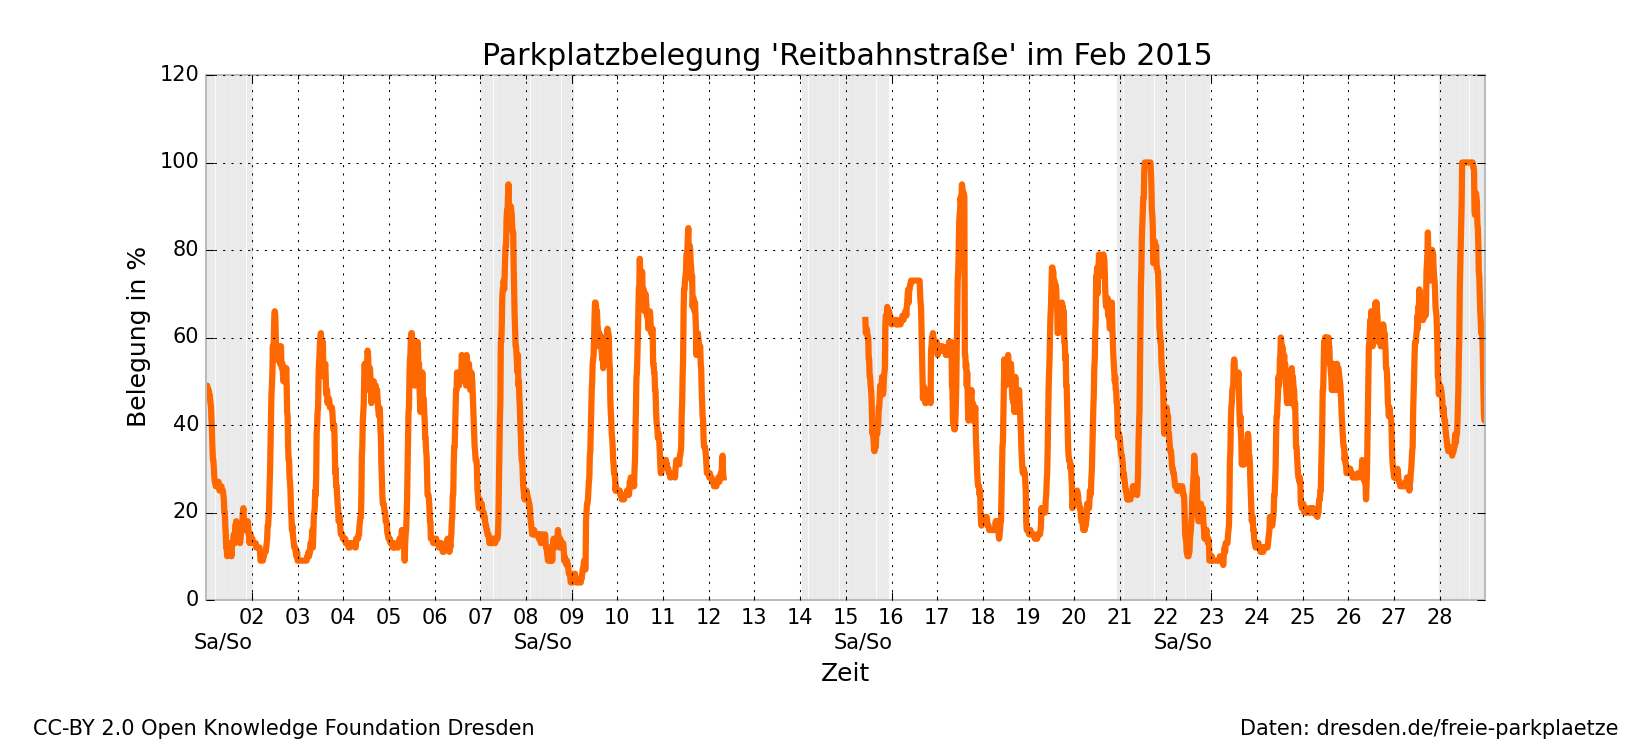 Parkplatzbelegung 'Reitbahnstraße' im Feb 2015
120
100
80
60
40
20
0
Belegung in %
02 03 04 05 06 07 08 09 10 11 12 13 14 15 16 17 18 19 20 21 22 23 24 25 26 27 28
Sa/So Sa/So Sa/So Sa/So
Zeit
CC-BY 2.0 Open Knowledge Foundation Dresden
Daten: dresden.de/freie-parkplaetze